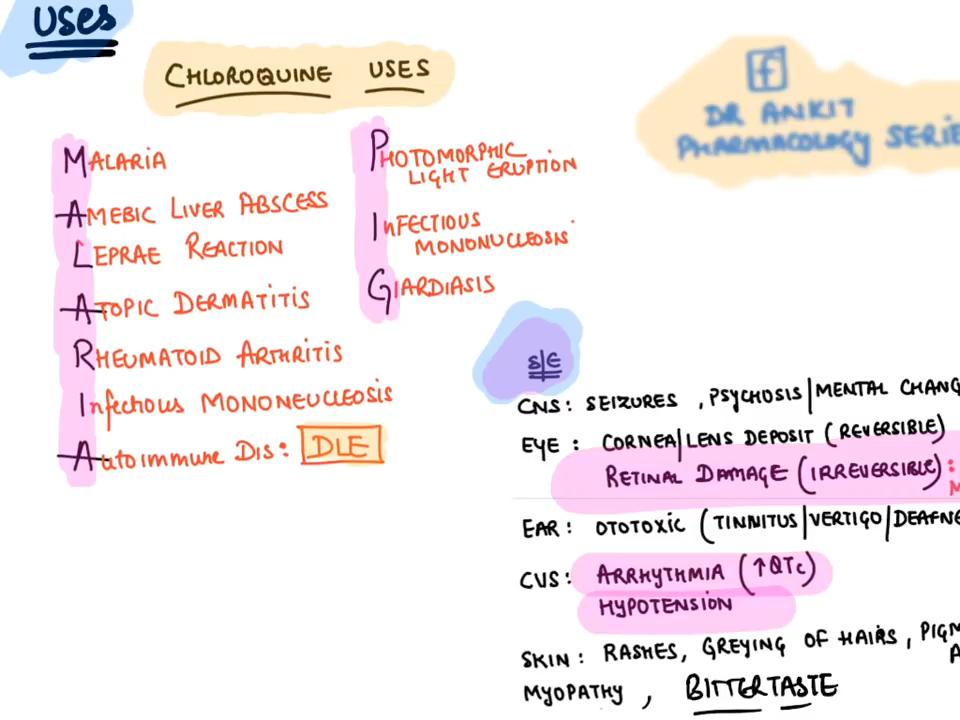 USES
CHLOROQUINE USES
MALARIA
AMEBIC LIVER ABSCESS
LEPRAE REACTION
ATOPIC DERMATITIS
RHEUMATOID ARTHRITIS
INFECTIOUS MONONEUCLEOSIS
AUTOIMMUNE DIS: DLE
PHOTOMORPHIC
LIGHT ERUPTION
INFECTIOUS
MONONUCLEOSIS
GIARDIASIS
f
DR ANKIT
PHARMACOLOGY SERIE
S/E
CNS: SEIZURES , PSYCHOSIS/MENTAL CHANG
EYE: CORNEA/LENS DEPOSIT (REVERSIBLE)
RETINAL DAMAGE (IRREVERSIBLE):
M
EAR: OTOTOXIC (TINNITUS/VERTIGO/DEAFNE
CVS: ARRHYTHMIA (↑QTc)
HYPOTENSION
SKIN: RASHES, GREYING OF HAIRS, PIGM
A
MYOPATHY , BITTER TASTE